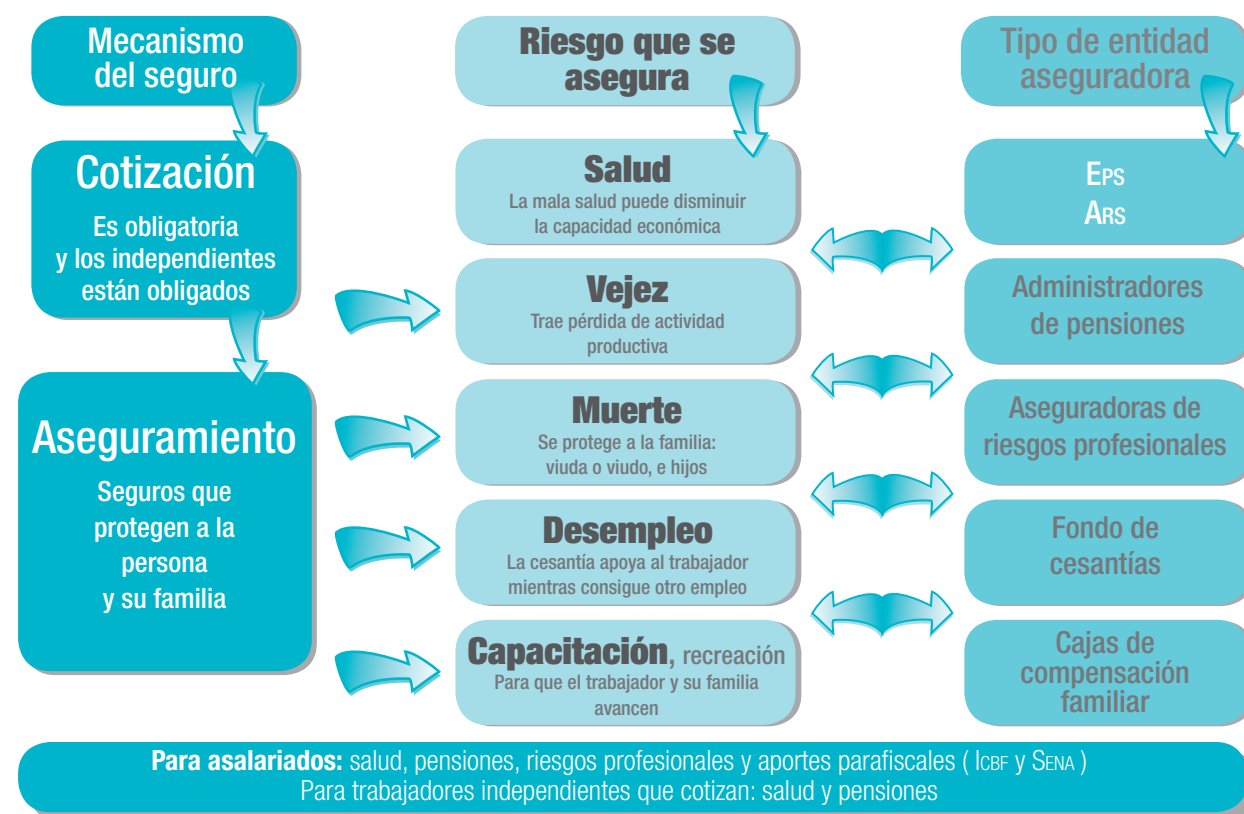 Mecanismo
del seguro
Cotización
Es obligatoria
y los independientes
están obligados
Aseguramiento
Seguros que
protegen a la
persona
y su familia
Riesgo que se
asegura
Salud
La mala salud puede disminuir
la capacidad económica
Vejez
Trae pérdida de actividad
productiva
Muerte
Se protege a la familia:
viuda o viudo, e hijos
Desempleo
La cesantía apoya al trabajador
mientras consigue otro empleo
Capacitación, recreación
Para que el trabajador y su familia
avancen
Tipo de entidad
aseguradora
EPS
ARS
Administradores
de pensiones
Aseguradoras de
riesgos profesionales
Fondo de
cesantías
Cajas de
compensación
familiar
Para asalariados: salud, pensiones, riesgos profesionales y aportes parafiscales ( ICBF y SENA )
Para trabajadores independientes que cotizan: salud y pensiones